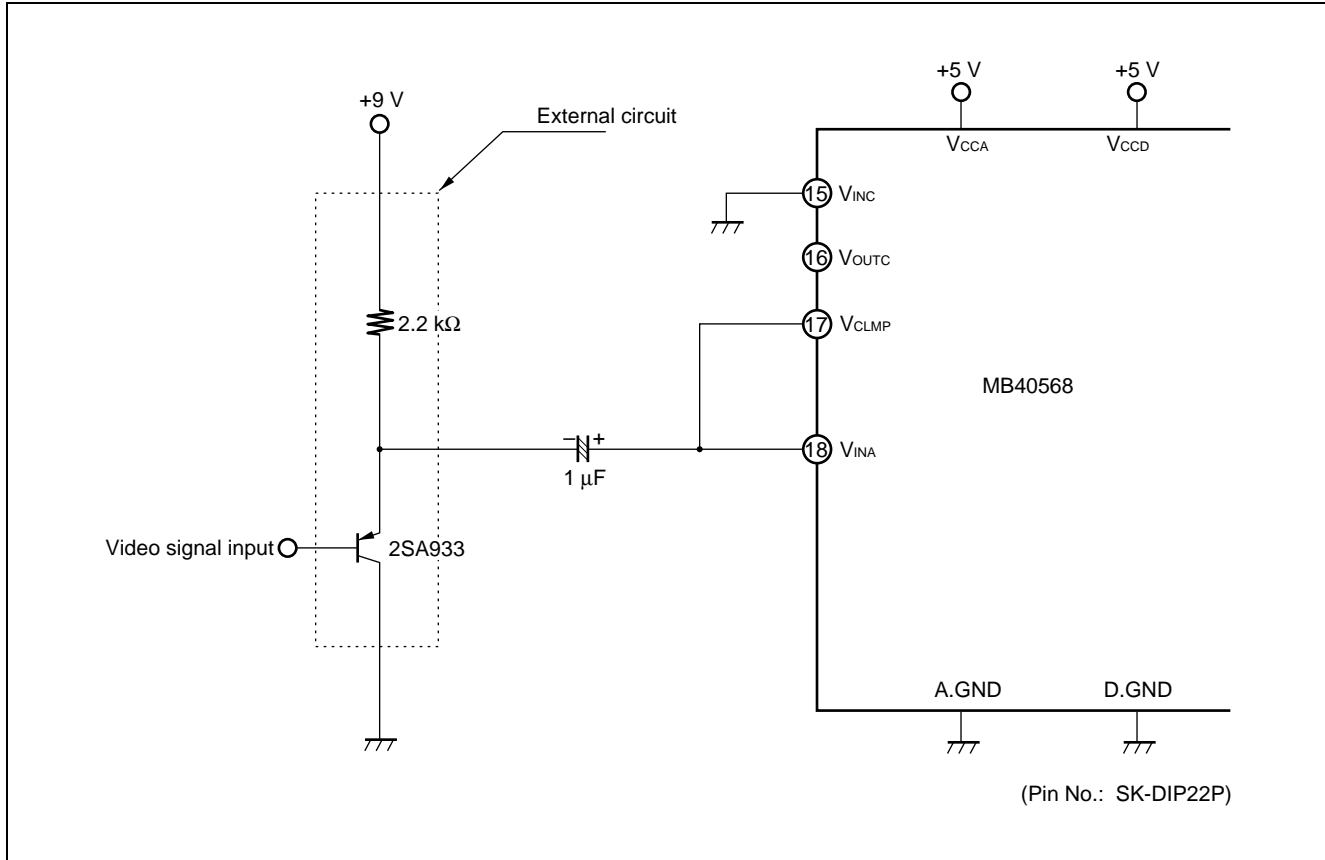 +5 V
+5 V
+9 V
External circuit
VCCA
VCCD
15 VINC
16 VOUTC
2.2 kΩ
17 VCLMP
MB40568
– +
18 VINA
1 μF
Video signal input
2SA933
A.GND
D.GND
(Pin No.: SK-DIP22P)